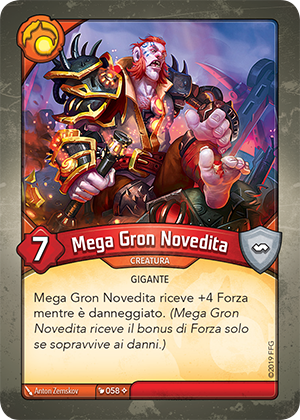 7
Mega Gron Novedita
CREATURA
GIGANTE
Mega Gron Novedita riceve +4 Forza
mentre è danneggiato. (Mega Gron
Novedita riceve il bonus di Forza solo
se sopravvive ai danni.)
©2019 FFG
Anton Zemskov
058